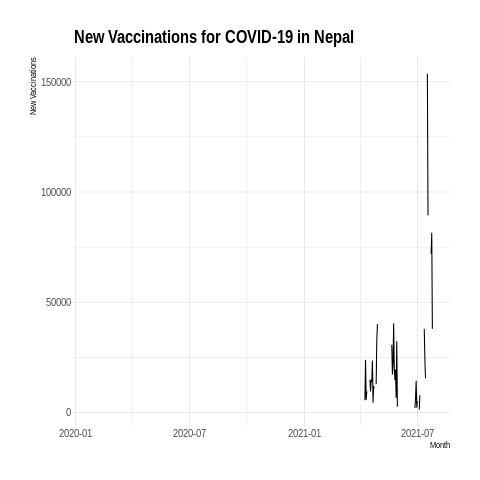 New Vaccinations for COVID-19 in Nepal
New Vaccinations
150000
100000
50000
0
2020-01 2020-07 2021-01 2021-07
Month